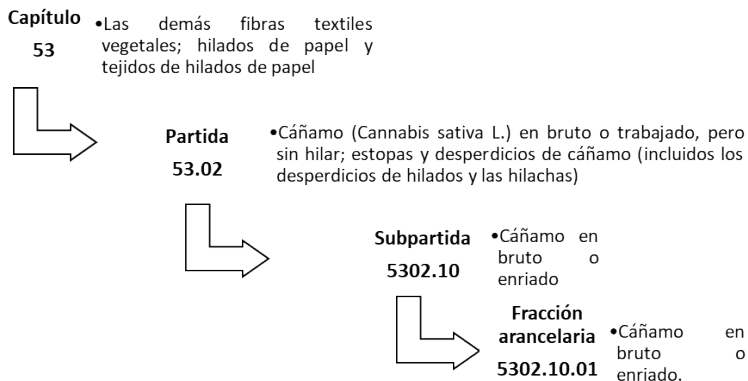 Capítulo
53
•Las demás fibras textiles
vegetales; hilados de papel y
tejidos de hilados de papel
Partida
53.02
•Cáñamo (Cannabis sativa L.) en bruto o trabajado, pero
sin hilar; estopas y desperdicios de cáñamo (incluidos los
desperdicios de hilados y las hilachas)
Subpartida
5302.10
•Cáñamo en
bruto o
enriado
Fracción
arancelaria
5302.10.01
•Cáñamo en
bruto o
enriado.